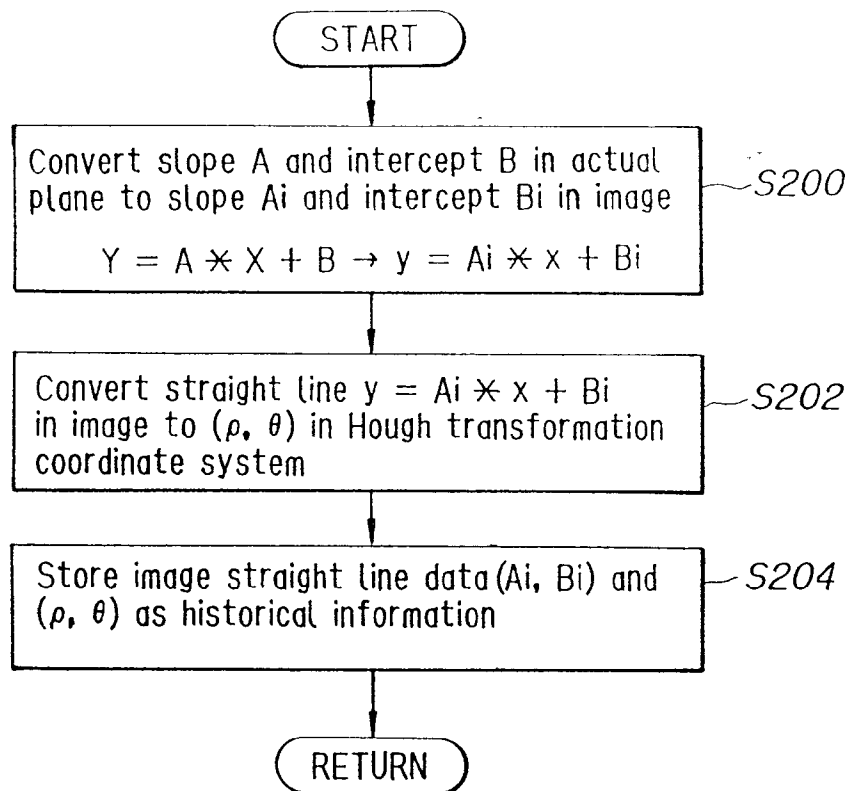 START
Convert slope A and intercept B in actual
plane to slope Ai and intercept Bi in image
Y = A * X + B → y = Ai * x + Bi
S200
Convert straight line y = Ai * x + Bi
in image to (ρ, θ) in Hough transformation
coordinate system
S202
Store image straight line data (Ai, Bi) and
(ρ, θ) as historical information
S204
RETURN